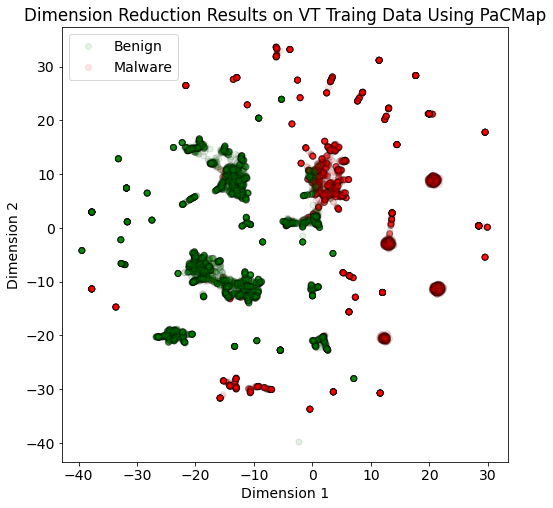 Dimension Reduction Results on VT Traing Data Using PaCMap
Benign
Malware
30
20
10
0
−10
−20
−30
−40
Dimension 2
−40 −30 −20 −10 0 10 20 30
Dimension 1